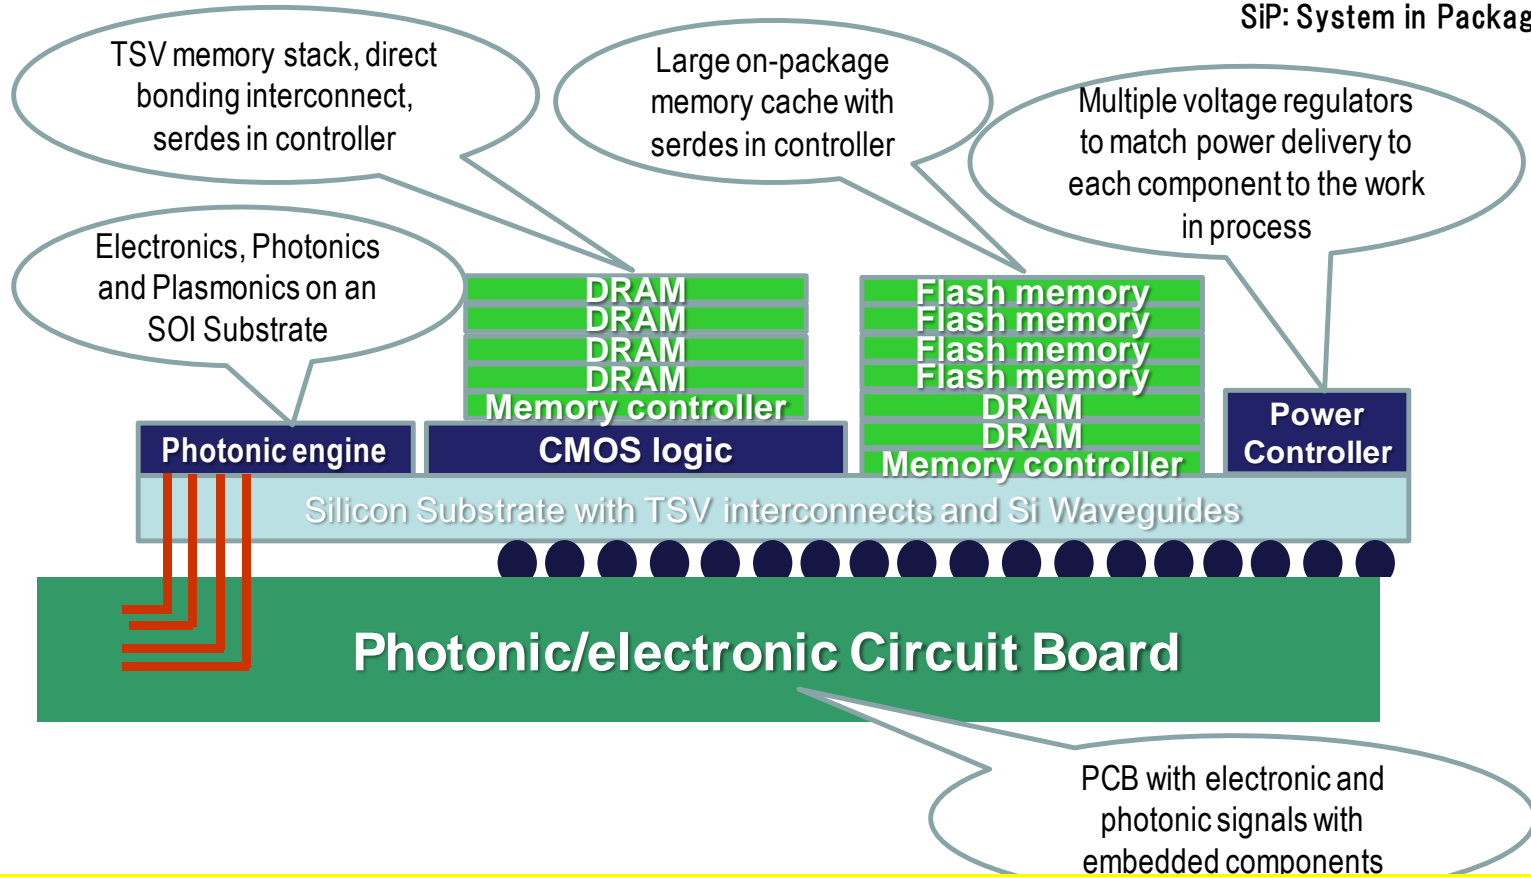 SiP: System in Packag
TSV memory stack, direct
bonding interconnect,
serdes in controller
Large on-package
memory cache with
serdes in controller
Multiple voltage regulators
to match power delivery to
each component to the work
in process
Electronics, Photonics
and Plasmonics on an
SOI Substrate
DRAM
DRAM
DRAM
DRAM
Memory controller
Flash memory
Flash memory
Flash memory
Flash memory
DRAM
DRAM
Memory controller
Photonic engine
CMOS logic
Power
Controller
Silicon Substrate with TSV interconnects and Si Waveguides
Photonic/electronic Circuit Board
PCB with electronic and
photonic signals with
embedded components